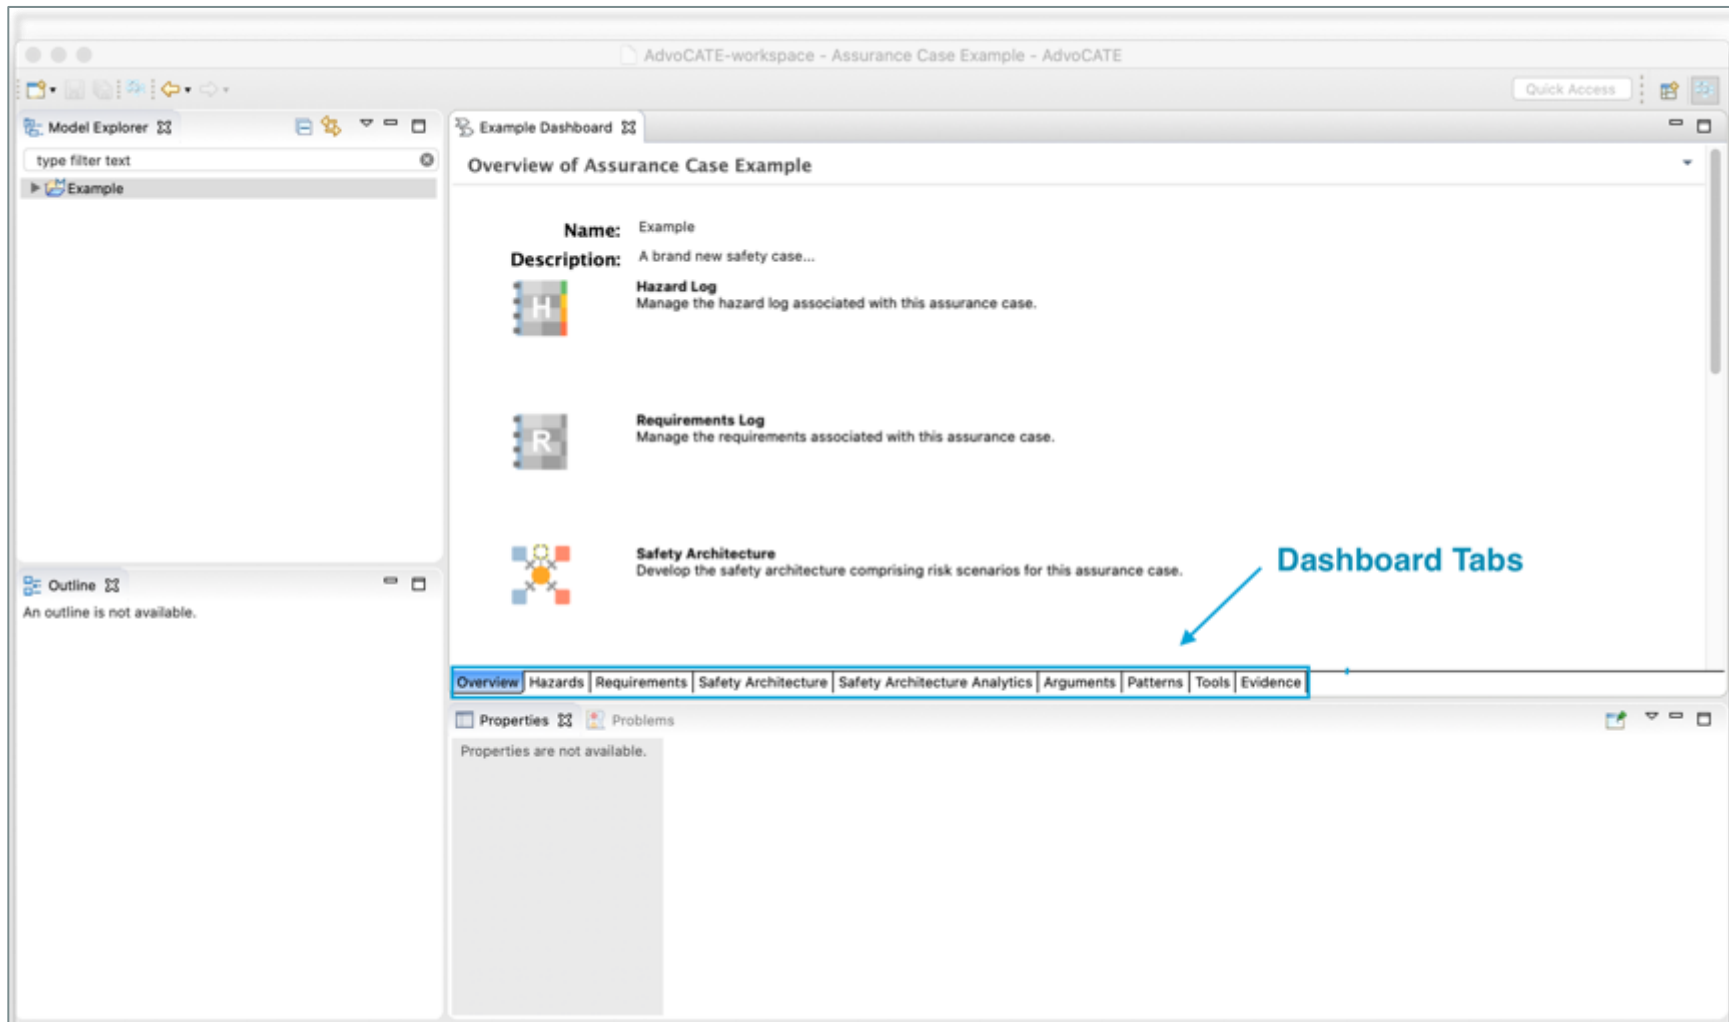 AdvoCATE-workspace - Assurance Case Example - AdvoCATE
Quick Access
Model Explorer
type filter text
Example
Example Dashboard
Overview of Assurance Case Example
Name: Example
Description: A brand new safety case...
H
Hazard Log
Manage the hazard log associated with this assurance case.
R
Requirements Log
Manage the requirements associated with this assurance case.
Safety Architecture
Develop the safety architecture comprising risk scenarios for this assurance case.
Dashboard Tabs
Outline
An outline is not available.
Overview Hazards Requirements Safety Architecture Safety Architecture Analytics Arguments Patterns Tools Evidence
Properties Problems
Properties are not available.